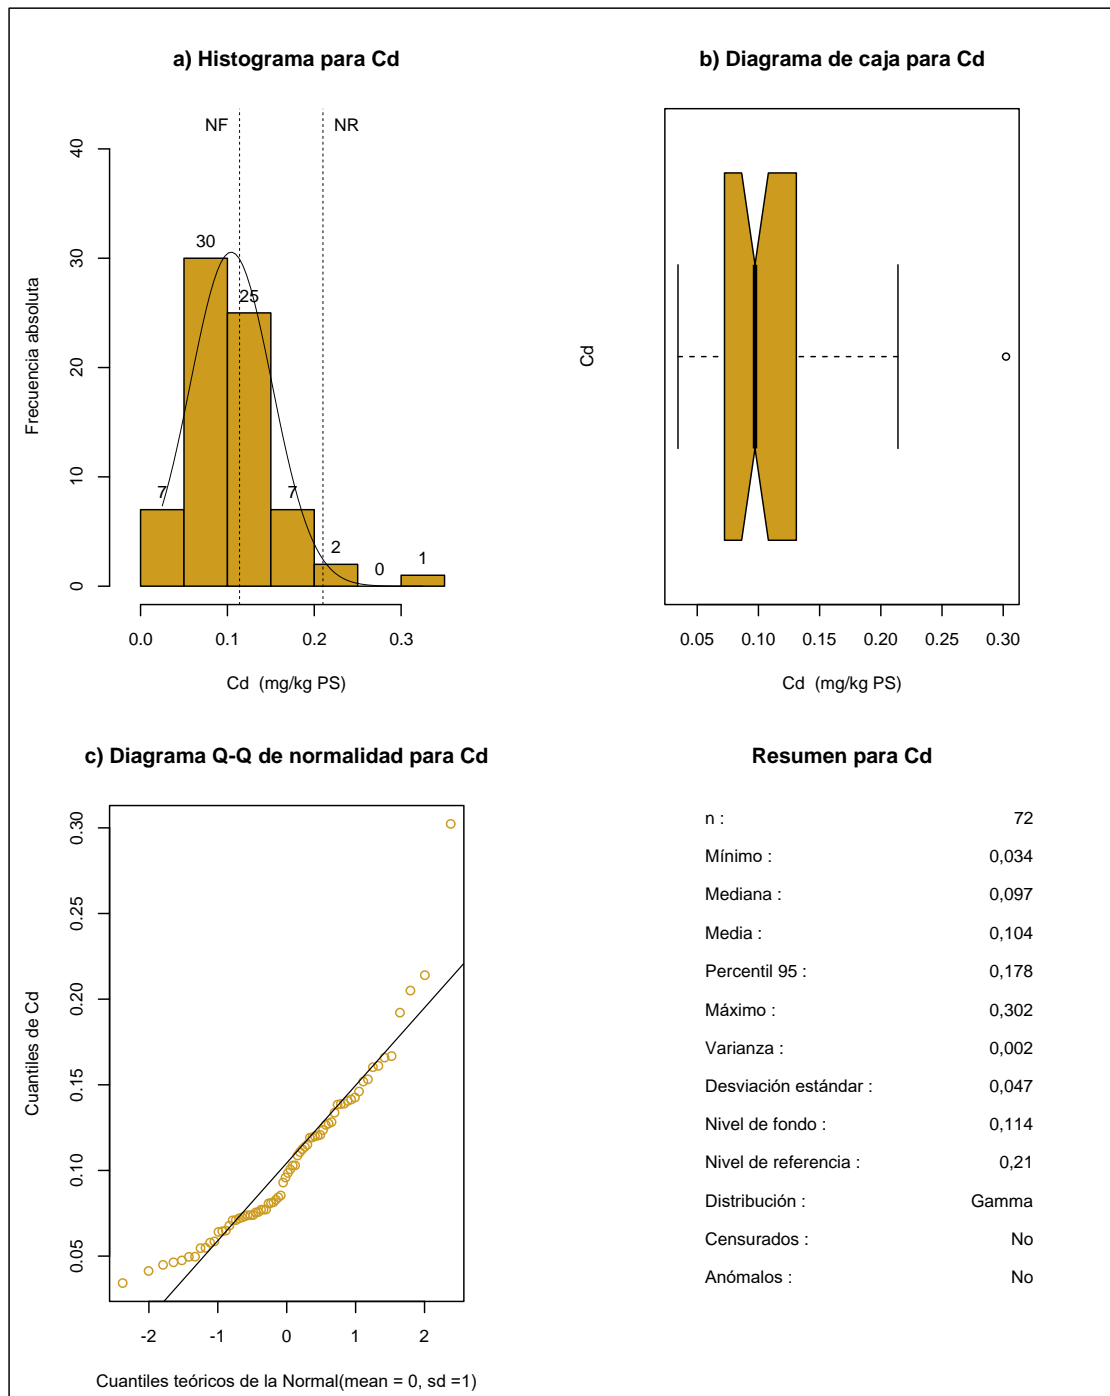 a) Histograma para Cd
NF
NR
Frecuencia absoluta
0
10
20
30
40
7
30
25
7
2
0
1
0.0
0.1
0.2
0.3
Cd (mg/kg PS)
b) Diagrama de caja para Cd
Cd
0.05
0.10
0.15
0.20
0.25
0.30
Cd (mg/kg PS)
c) Diagrama Q-Q de normalidad para Cd
Cuantiles de Cd
0.05
0.10
0.15
0.20
0.25
0.30
-2
-1
0
1
2
Cuantiles teóricos de la Normal(mean = 0, sd =1)
Resumen para Cd
n : 72
Mínimo : 0,034
Mediana : 0,097
Media : 0,104
Percentil 95 : 0,178
Máximo : 0,302
Varianza : 0,002
Desviación estándar : 0,047
Nivel de fondo : 0,114
Nivel de referencia : 0,21
Distribución : Gamma
Censurados : No
Anómalos : No